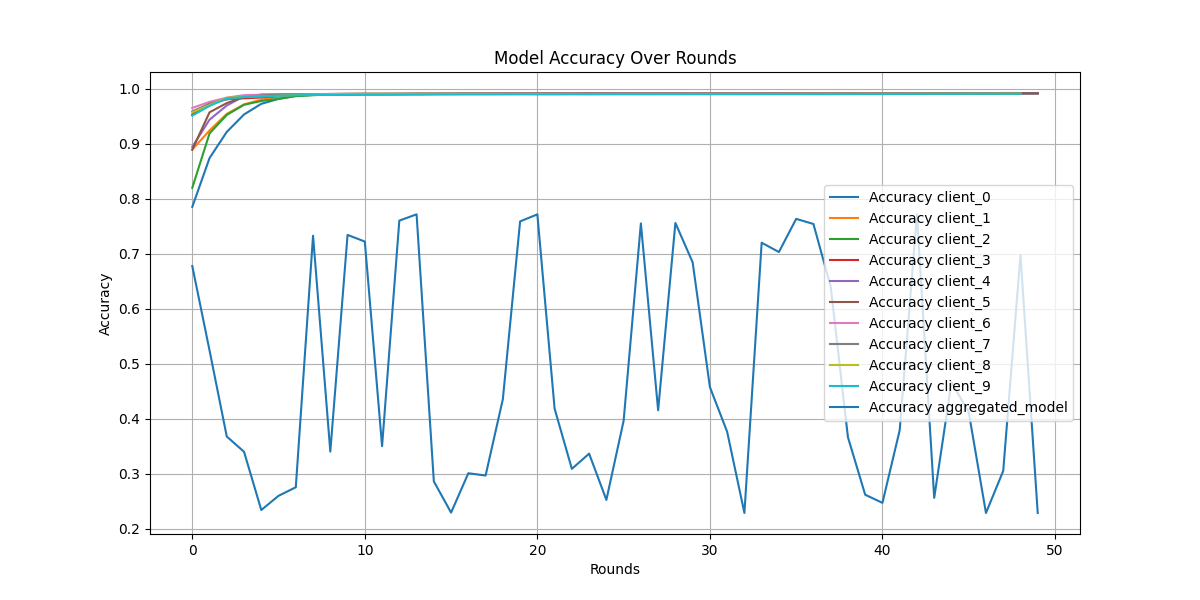 Model Accuracy Over Rounds
1.0
0.9
0.8
0.7
0.6
0.5
0.4
0.3
0.2
Accuracy
Accuracy client_0
Accuracy client_1
Accuracy client_2
Accuracy client_3
Accuracy client_4
Accuracy client_5
Accuracy client_6
Accuracy client_7
Accuracy client_8
Accuracy client_9
Accuracy aggregated_model
0 10 20 30 40 50
Rounds